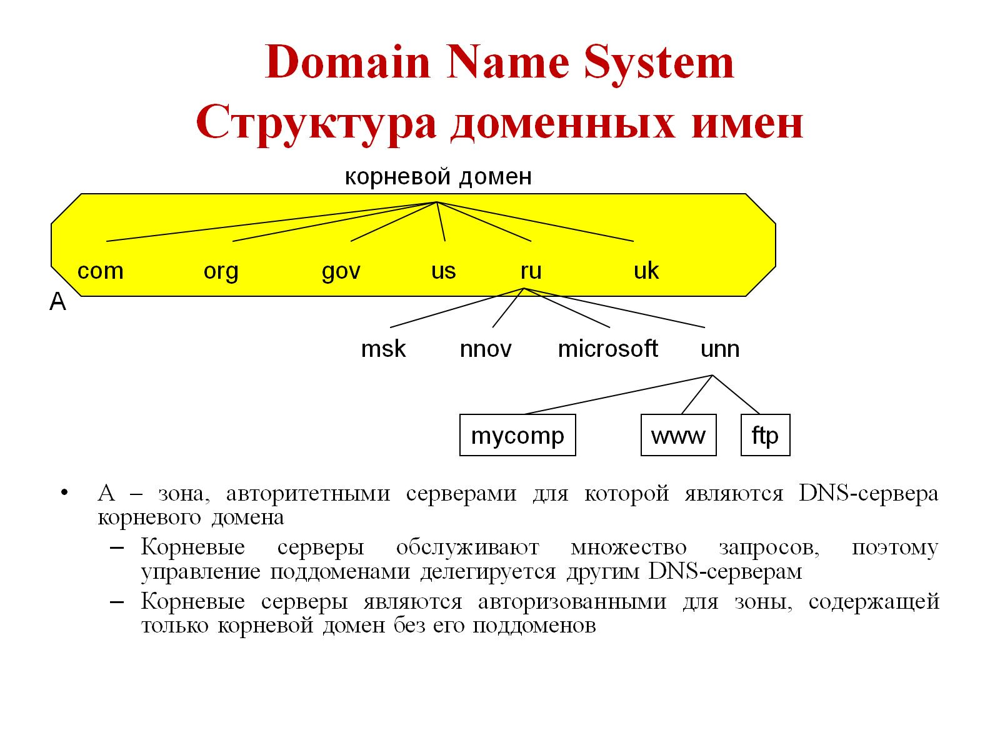 Domain Name System
Структура доменных имен
корневой домен
com org gov us ru uk
A
msk nnov microsoft unn
mycomp www ftp
• А – зона, авторитетными серверами для которой являются DNS-сервера
корневого домена
– Корневые серверы обслуживают множество запросов, поэтому
управление поддоменами делегируется другим DNS-серверам
– Корневые серверы являются авторизованными для зоны, содержащей
только корневой домен без его поддоменов